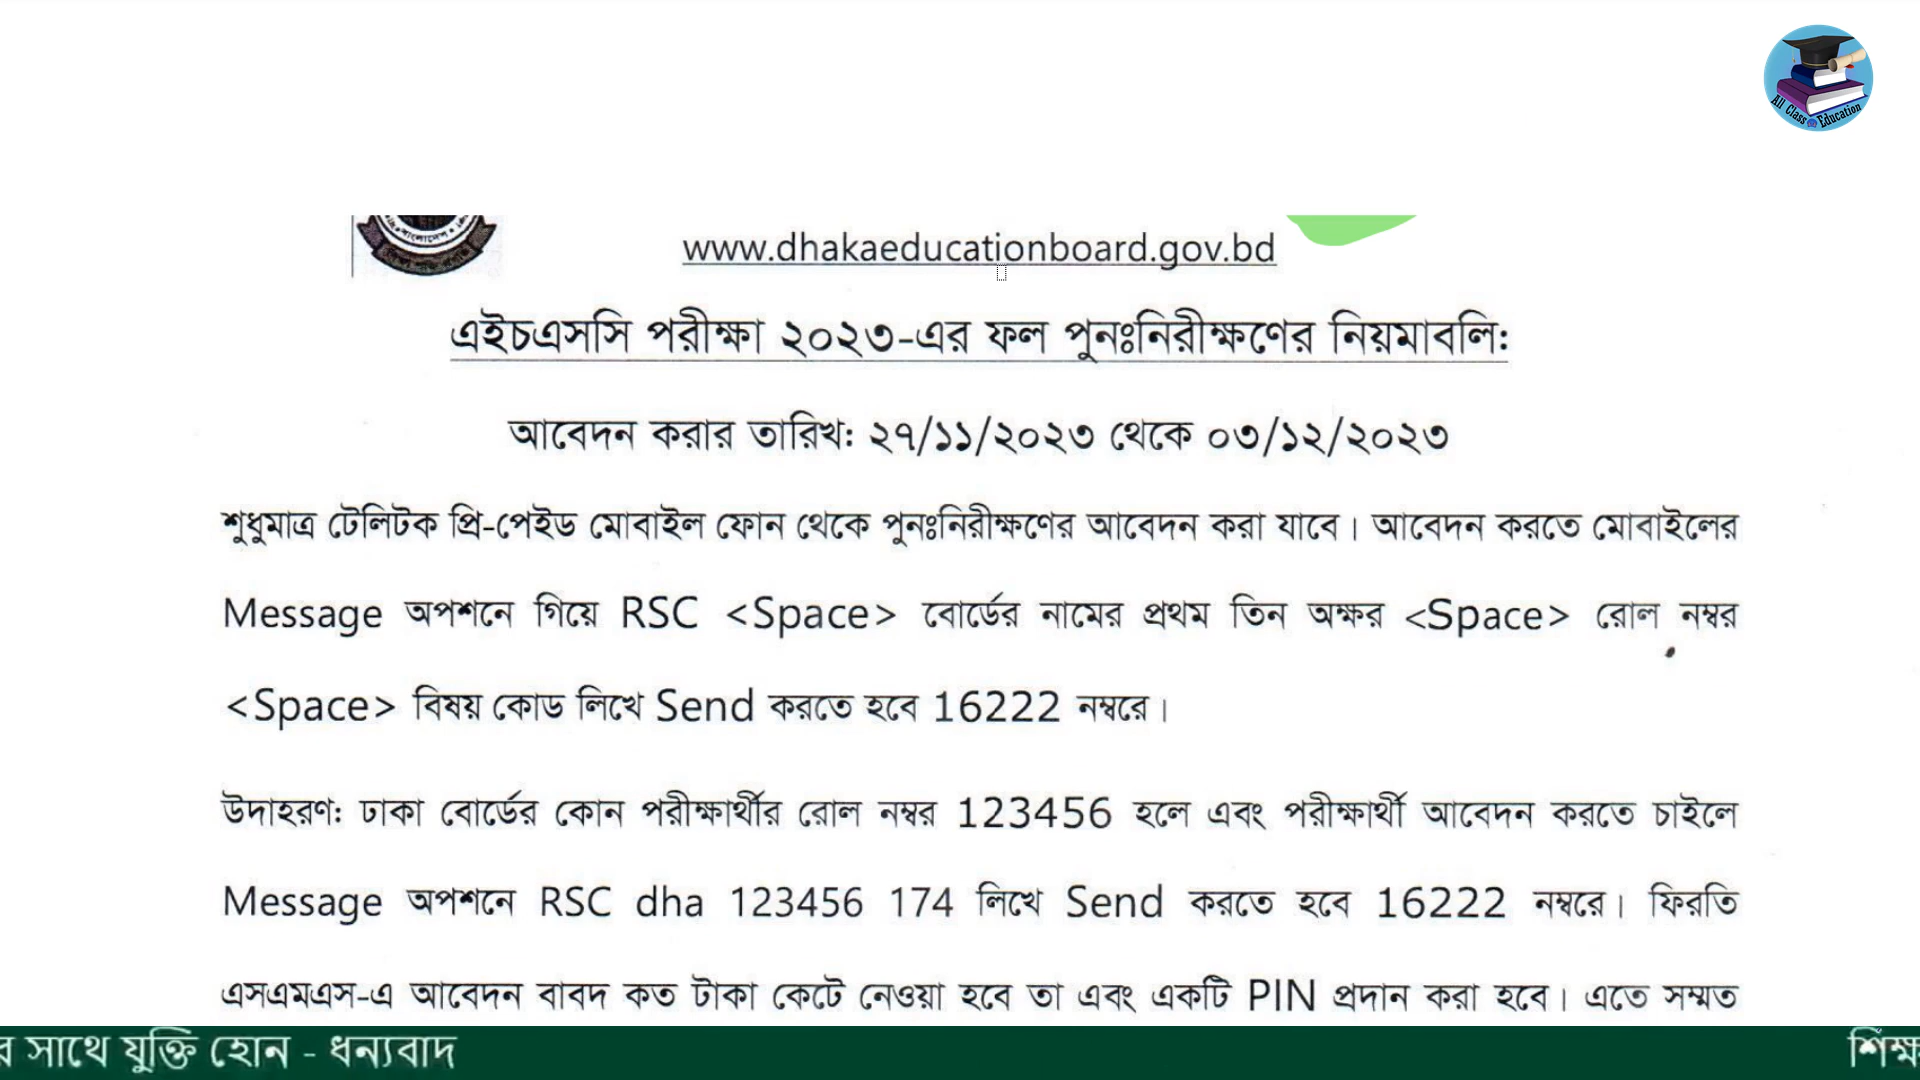 All Class Education
www.dhakaeducationboard.gov.bd
এইচএসসি পরীক্ষা ২০২৩-এর ফল পুনঃনিরীক্ষণের নিয়মাবলি:
আবেদন করার তারিখ: ২৭/১১/২০২৩ থেকে ০৩/১২/২০২৩
শুধুমাত্র টেলিটক প্রি-পেইড মোবাইল ফোন থেকে পুনঃনিরীক্ষণের আবেদন করা যাবে। আবেদন করতে মোবাইলের
Message অপশনে গিয়ে RSC <Space> বোর্ডের নামের প্রথম তিন অক্ষর <Space> রোল নম্বর
<Space> বিষয় কোড লিখে Send করতে হবে 16222 নম্বরে।
উদাহরণ: ঢাকা বোর্ডের কোন পরীক্ষার্থীর রোল নম্বর 123456 হলে এবং পরীক্ষার্থী আবেদন করতে চাইলে
Message অপশনে RSC dha 123456 174 লিখে Send করতে হবে 16222 নম্বরে। ফিরতি
এসএমএস-এ আবেদন বাবদ কত টাকা কেটে নেওয়া হবে তা এবং একটি PIN প্রদান করা হবে। এতে সম্মত
র সাথে যুক্তি হোন - ধন্যবাদ